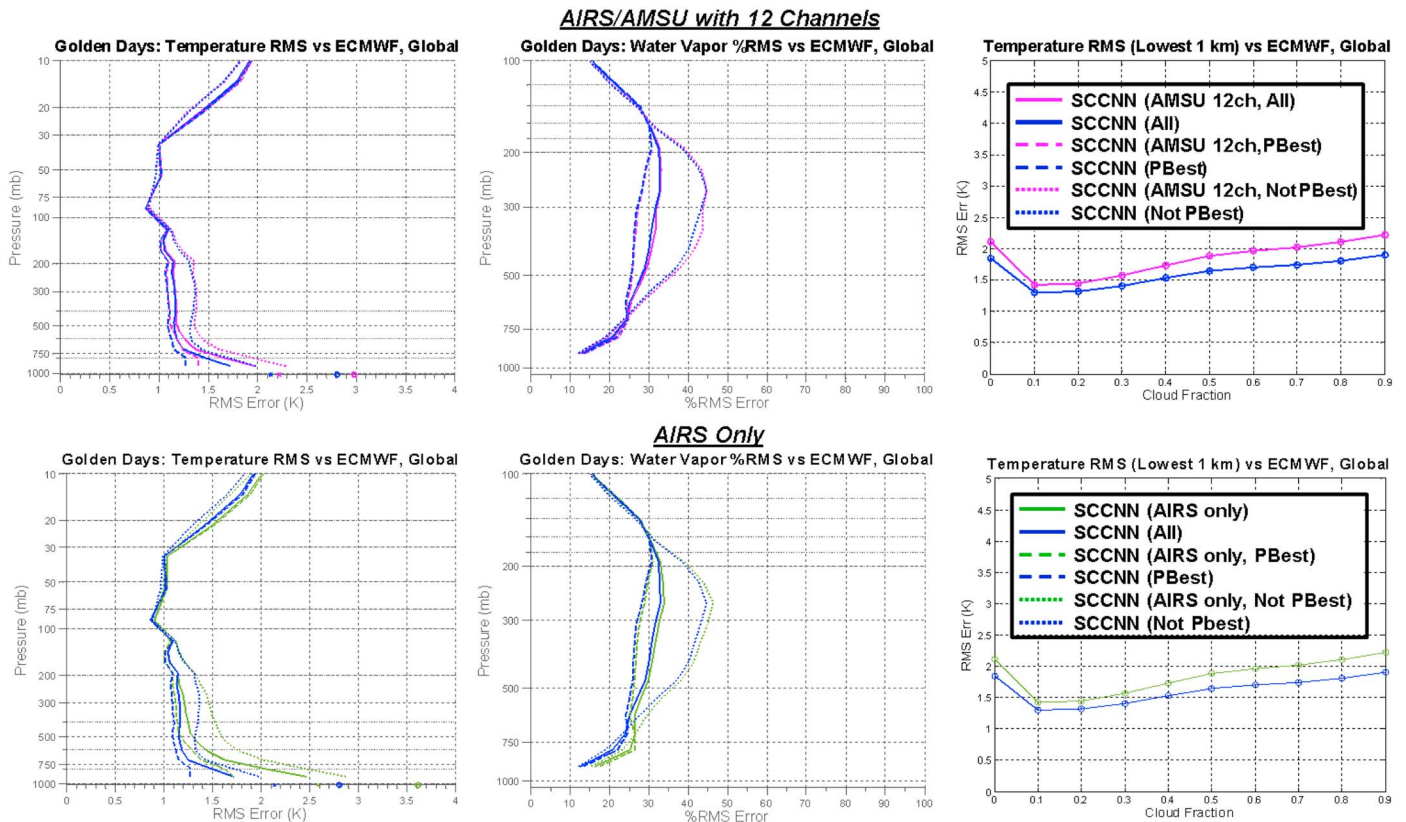 AIRS/AMSU with 12 Channels
Golden Days: Temperature RMS vs ECMWF, Global
10
20
30
50
75
100
200
300
500
750
1000
Pressure (mb)
0 0.5 1 1.5 2 2.5 3 3.5 4
RMS Error (K)
Golden Days: Water Vapor %RMS vs ECMWF, Global
100
200
300
500
750
1000
Pressure (mb)
0 10 20 30 40 50 60 70 80 90 100
%RMS Error
Temperature RMS (Lowest 1 km) vs ECMWF, Global
5
4.5
4
3.5
3
2.5
2
1.5
1
0.5
0
RMS Err (K)
SCCNN (AMSU 12ch, All)
SCCNN (All)
SCCNN (AMSU 12ch,PBest)
SCCNN (PBest)
SCCNN (AMSU 12ch, Not PBest)
SCCNN (Not PBest)
0 0.1 0.2 0.3 0.4 0.5 0.6 0.7 0.8 0.9
Cloud Fraction
AIRS Only
Golden Days: Temperature RMS vs ECMWF, Global
10
20
30
50
75
100
200
300
500
750
1000
Pressure (mb)
0 0.5 1 1.5 2 2.5 3 3.5 4
RMS Error (K)
Golden Days: Water Vapor %RMS vs ECMWF, Global
100
200
300
500
750
1000
Pressure (mb)
0 10 20 30 40 50 60 70 80 90 100
%RMS Error
Temperature RMS (Lowest 1 km) vs ECMWF, Global
5
4.5
4
3.5
3
2.5
2
1.5
1
0.5
0
RMS Err (K)
SCCNN (AIRS only)
SCCNN (All)
SCCNN (AIRS only, PBest)
SCCNN (PBest)
SCCNN (AIRS only, Not PBest)
SCCNN (Not Pbest)
0 0.1 0.2 0.3 0.4 0.5 0.6 0.7 0.8 0.9
Cloud Fraction